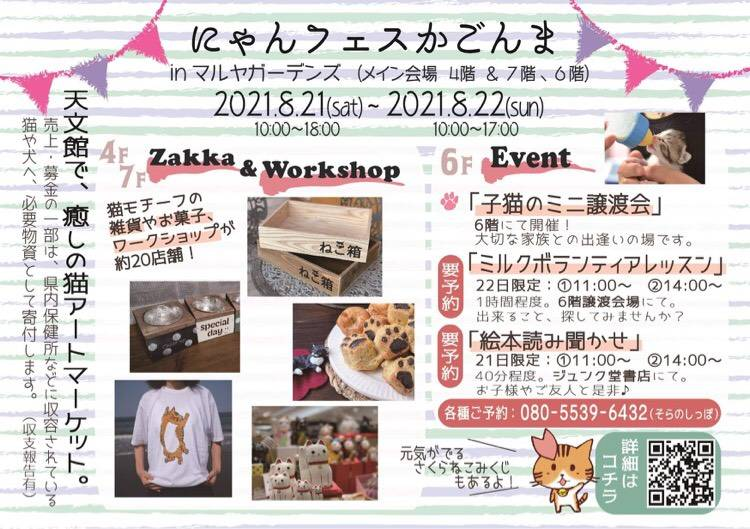 にゃんフェスかごんま
in マルヤガーデンズ （メイン会場 4階 & 7階、6階）
2021.8.21(sat)~ 2021.8.22(sun)
10:00~18:00
10:00~17:00
天文館で、癒しの猫アートマーケット。
売上・募金の一部は、県内保健所などに収容されている
猫や犬へ、必要物資として寄付します。 （収支報告有）
4F
7F
Zakka & Workshop
猫モチーフの
雑貨やお菓子、
ワークショップが
約20店舗！
ねこ箱
ねこ箱
special
day
6F Event
「子猫のミニ譲渡会」
6階にて開催！
大切な家族との出逢いの場です。
要予約
「ミルクボランティアレッスン」
22日限定：①11:00～ ②14:00～
1時間程度。6階譲渡会場にて。
出来ること、探してみませんか？
要予約
「絵本読み聞かせ」
21日限定：①11:00～ ②14:00～
40分程度。ジュンク堂書店にて。
お子様やご友人と是非♪
各種ご予約：080-5539-6432(そらのしっぽ)
元気がでる
さくらねこみくじ
もあるよ！
詳細は
コチラ